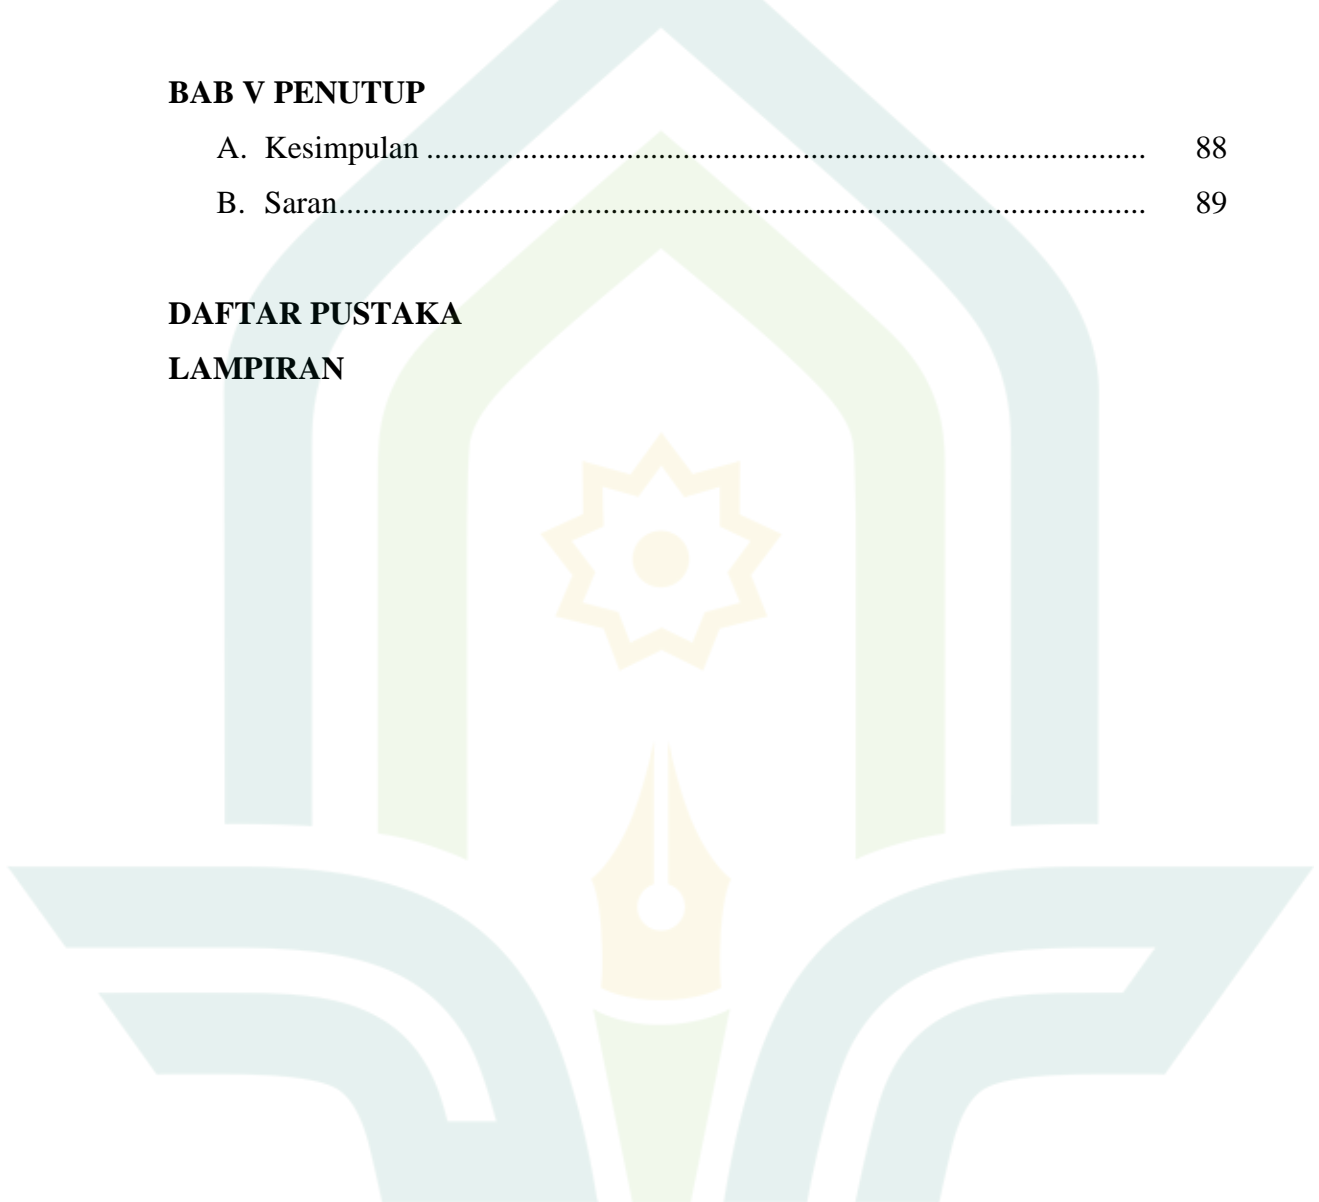 BAB V PENUTUP
A. Kesimpulan .......................................................................................... 88
B. Saran..................................................................................................... 89
DAFTAR PUSTAKA
LAMPIRAN